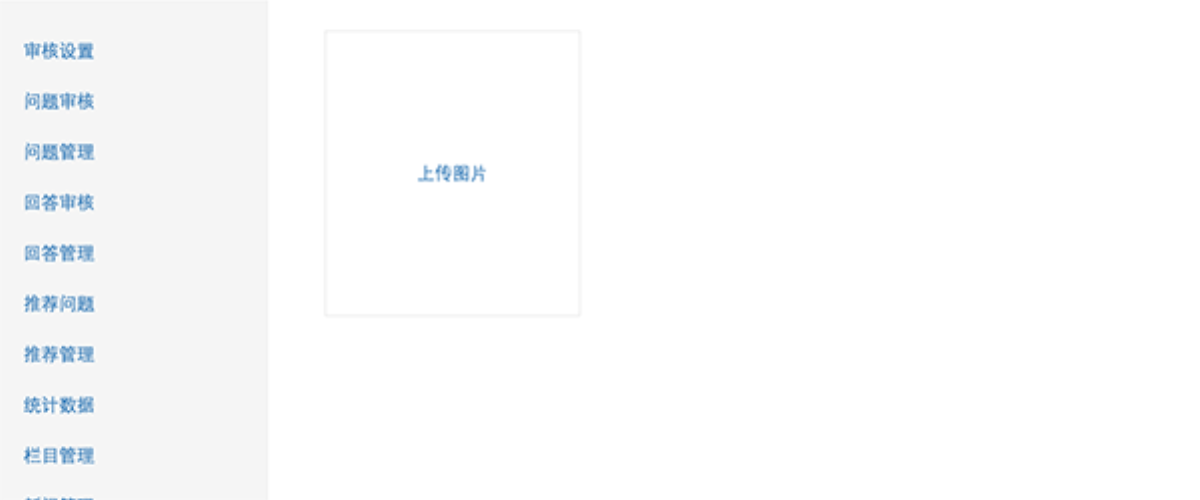 审核设置
问题审核
问题管理
回答审核
回答管理
推荐问题
推荐管理
统计数据
栏目管理
上传图片